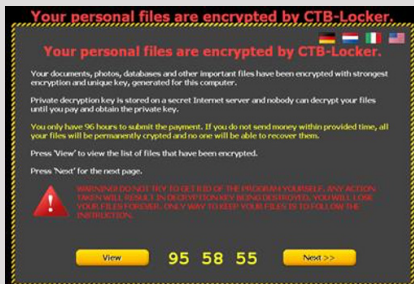 Your personal files are encrypted by CTB-Locker.
Your personal files are encrypted by CTB-Locker.
Your documents, photos, databases and other important files have been encrypted with strongest
encryption and unique key, generated for this computer.
Private decryption key is stored on a secret Internet server and nobody can decrypt your files
until you pay and obtain the private key.
You only have 96 hours to submit the payment. If you do not send money within provided time, all
your files will be permanently crypted and no one will be able to recover them.
Press 'View' to view the list of files that have been encrypted.
Press 'Next' for the next page.
WARNING! DO NOT TRY TO GET RID OF THE PROGRAM YOURSELF. ANY ACTION
TAKEN WILL RESULT IN DECRYPTION KEY BEING DESTROYED. YOU WILL LOSE
YOUR FILES FOREVER. ONLY WAY TO KEEP YOUR FILES IS TO FOLLOW THE
INSTRUCTION.
View 95 58 55 Next >>